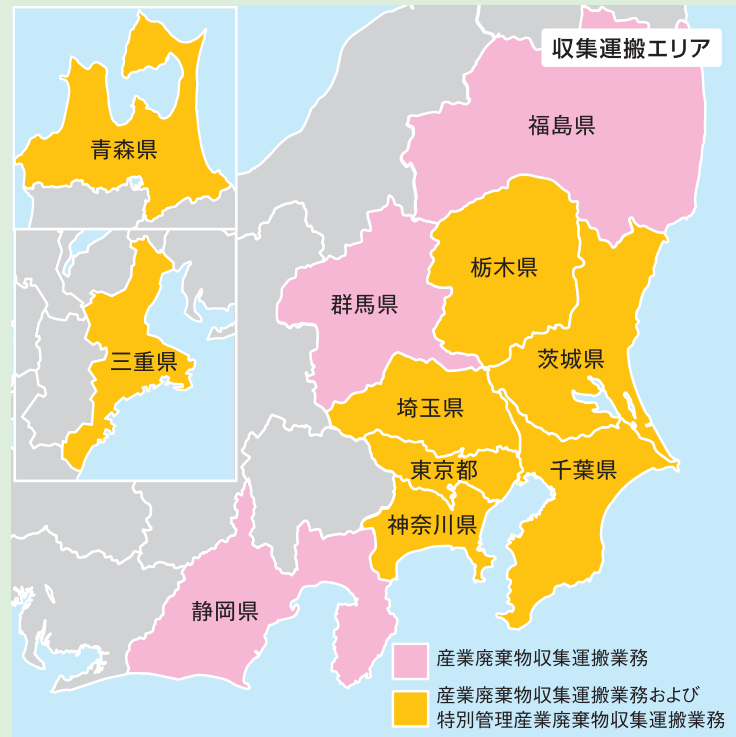 収集運搬エリア
青森県
福島県
栃木県
群馬県
三重県
茨城県
埼玉県
東京都
千葉県
神奈川県
静岡県
産業廃棄物収集運搬業務
産業廃棄物収集運搬業務および
特別管理産業廃棄物収集運搬業務